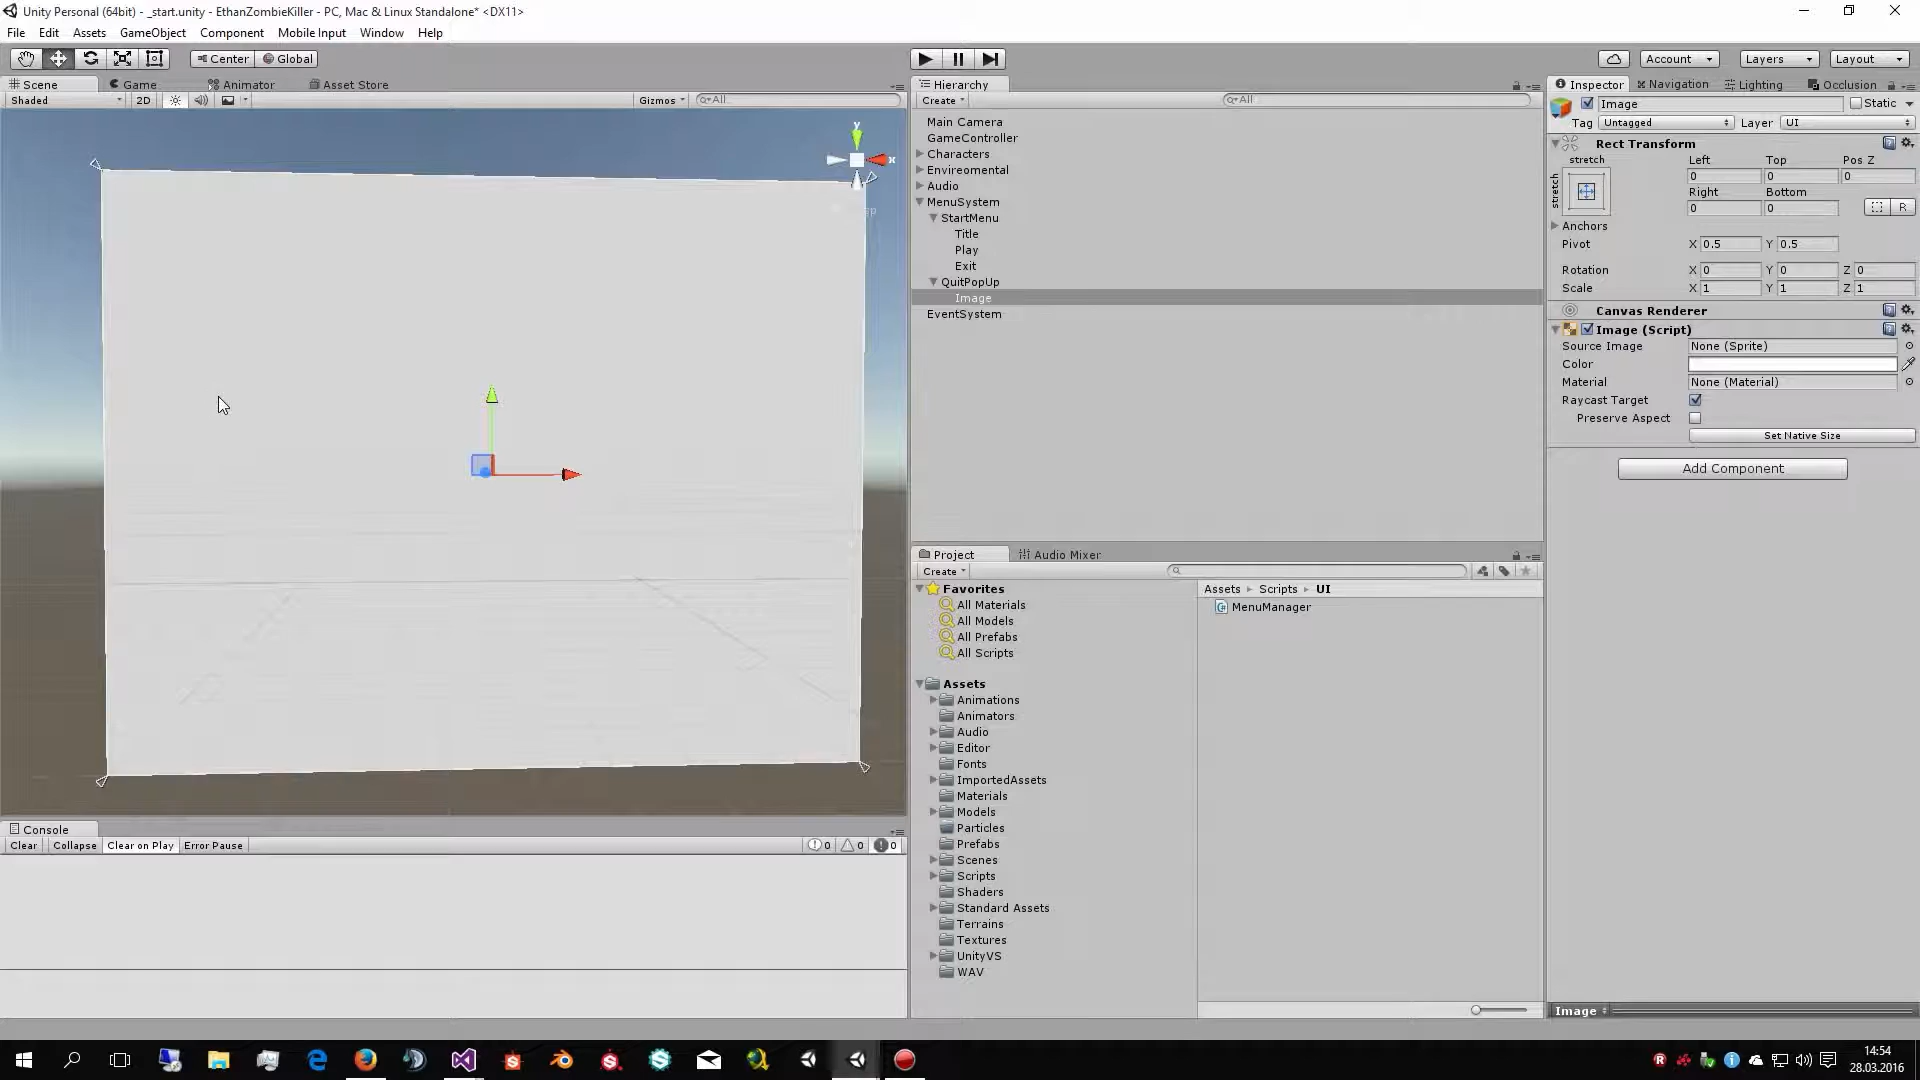 Unity Personal (64bit) - _start.unity - EthanZombieKiller - PC, Mac & Linux Standalone* <DX11>
File Edit Assets GameObject Component Mobile Input Window Help
Center Global
Account Layers Layout
Scene Game Animator Asset Store
Shaded 2D Gizmos All
y
x
Hierarchy
Create All
Main Camera
GameController
Characters
Enviromental
Audio
MenuSystem
StartMenu
Title
Play
Exit
QuitPopUp
Image
EventSystem
Inspector Navigation Lighting Occlusion
Image Static
Tag Untagged Layer UI
Rect Transform
stretch Left Top Pos Z
stretch 0 0 0
Right Bottom
0 0 R
Anchors
Pivot X 0.5 Y 0.5
Rotation X 0 Y 0 Z 0
Scale X 1 Y 1 Z 1
Canvas Renderer
Image (Script)
Source Image None (Sprite)
Color
Material None (Material)
Raycast Target
Preserve Aspect
Set Native Size
Add Component
Project Audio Mixer
Create
Favorites
All Materials
All Models
All Prefabs
All Scripts
Assets
Animations
Animators
Audio
Editor
Fonts
ImportedAssets
Materials
Models
Particles
Prefabs
Scenes
Scripts
Shaders
Standard Assets
Terrains
Textures
UnityVS
WAV
Assets Scripts UI
MenuManager
Console
Clear Collapse Clear on Play Error Pause 0 0 0
Image
14:54
28.03.2016